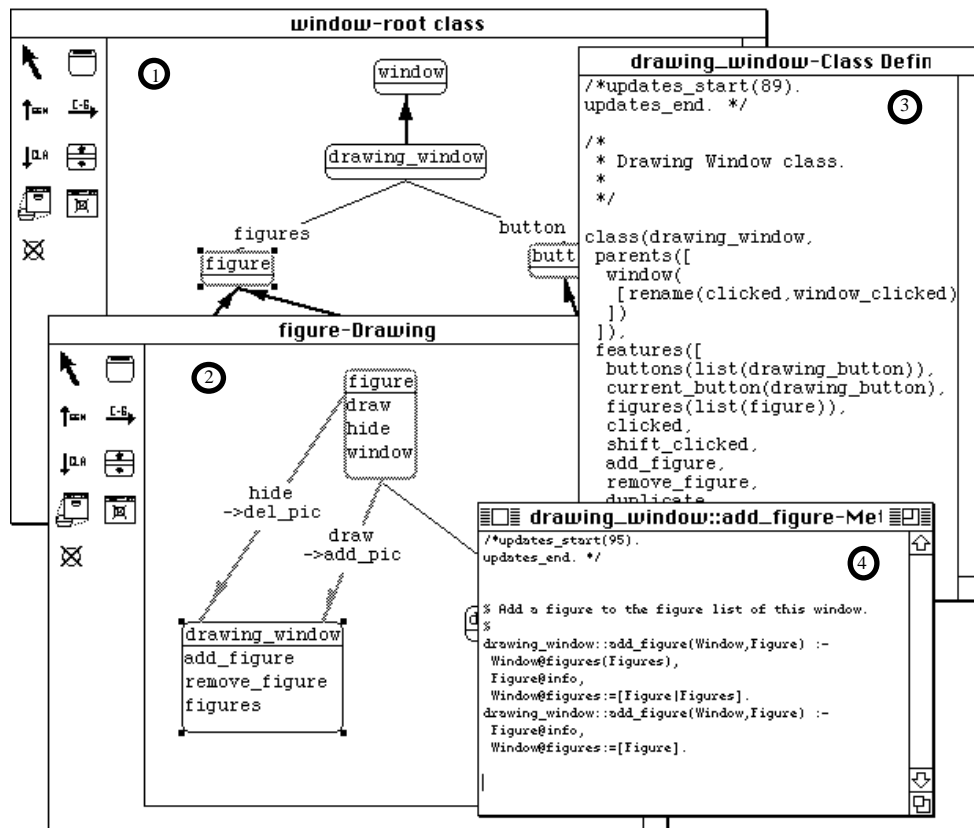 window-root class
1
window
drawing_window
figures
button
figure
butt
C-S
CLA
drawing_window-Class Defin
3
/*updates_start(89).
updates_end. */
/*
* Drawing Window class.
*
*/
class(drawing_window,
parents([
window(
[rename(clicked,window_clicked)
])
]),
features([
buttons(list(drawing_button)),
current_button(drawing_button),
figures(list(figure)),
clicked,
shift_clicked,
add_figure,
remove_figure,
duplicate
figure-Drawing
2
C-S
CLA
figure
draw
hide
window
hide
->del_pic
draw
->add_pic
drawing_window
add_figure
remove_figure
figures
d
drawing_window::add_figure-Met
4
/*updates_start(95).
updates_end. */
% Add a figure to the figure list of this window.
%
drawing_window::add_figure(Window,Figure) :-
Window@figures(Figures),
Figure@info,
Window@figures:=[Figure|Figures].
drawing_window::add_figure(Window,Figure) :-
Figure@info,
Window@figures:=[Figure].